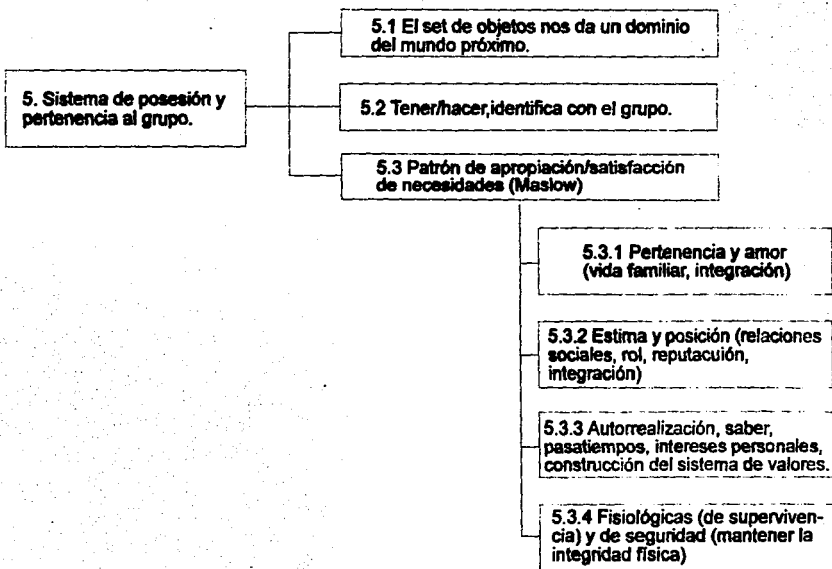 5.1 El set de objetos nos da un dominio
del mundo próximo.
5. Sistema de posesión y
pertenencia al grupo.
5.2 Tener/hacer,identifica con el grupo.
5.3 Patrón de apropiación/satisfacción
de necesidades (Maslow)
5.3.1 Pertenencia y amor
(vida familiar, integración)
5.3.2 Estima y posición (relaciones
sociales, rol, reputacuión,
integración)
5.3.3 Autorrealización, saber,
pasatiempos, intereses personales,
construcción del sistema de valores.
5.3.4 Fisiológicas (de superviven-
cia) y de seguridad (mantener la
integridad física)